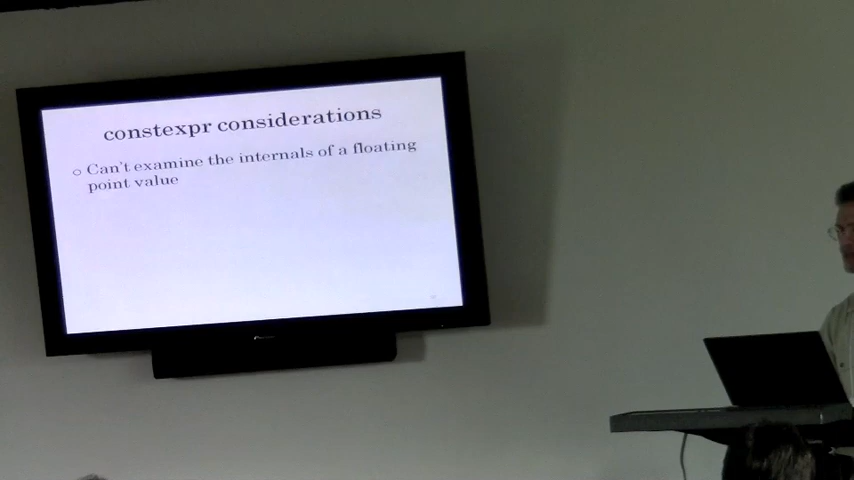 constexpr considerations
Can't examine the internals of a floating
point value